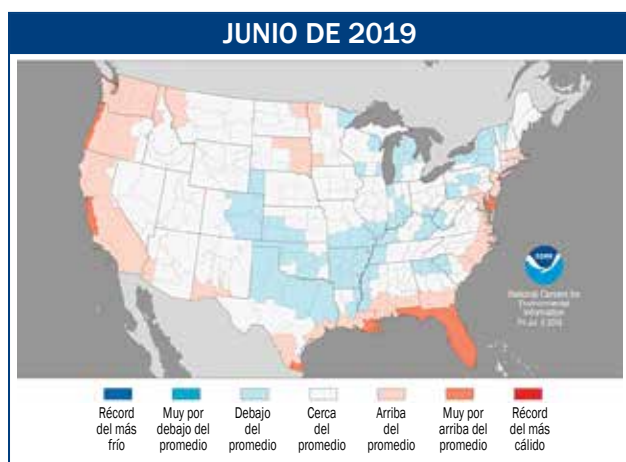 JUNIO DE 2019
NOAA
National Centers for
Environmental
Information
Récord
del más
frío
Muy por
debajo del
promedio
Debajo
del
promedio
Cerca
del
promedio
Arriba
del
promedio
Muy por
arriba del
promedio
Récord
del más
cálido